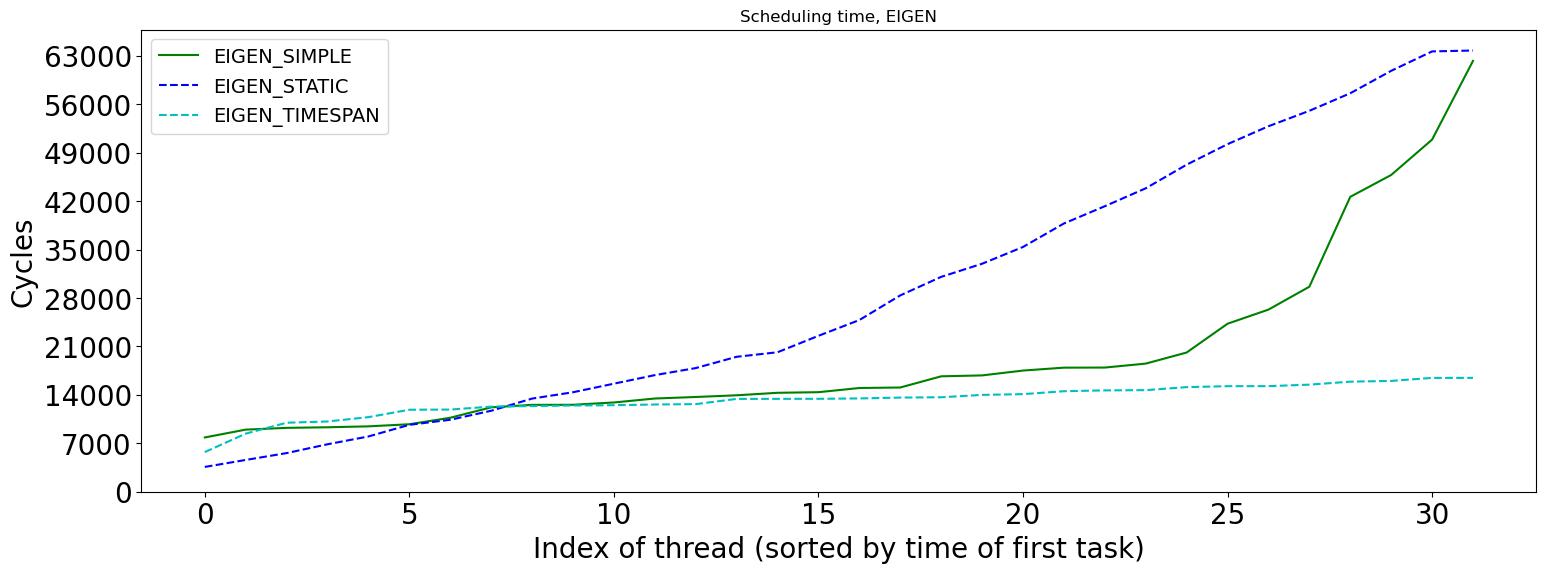 Scheduling time, EIGEN
EIGEN_SIMPLE
EIGEN_STATIC
EIGEN_TIMESPAN
Cycles
63000
56000
49000
42000
35000
28000
21000
14000
7000
0
0 5 10 15 20 25 30
Index of thread (sorted by time of first task)